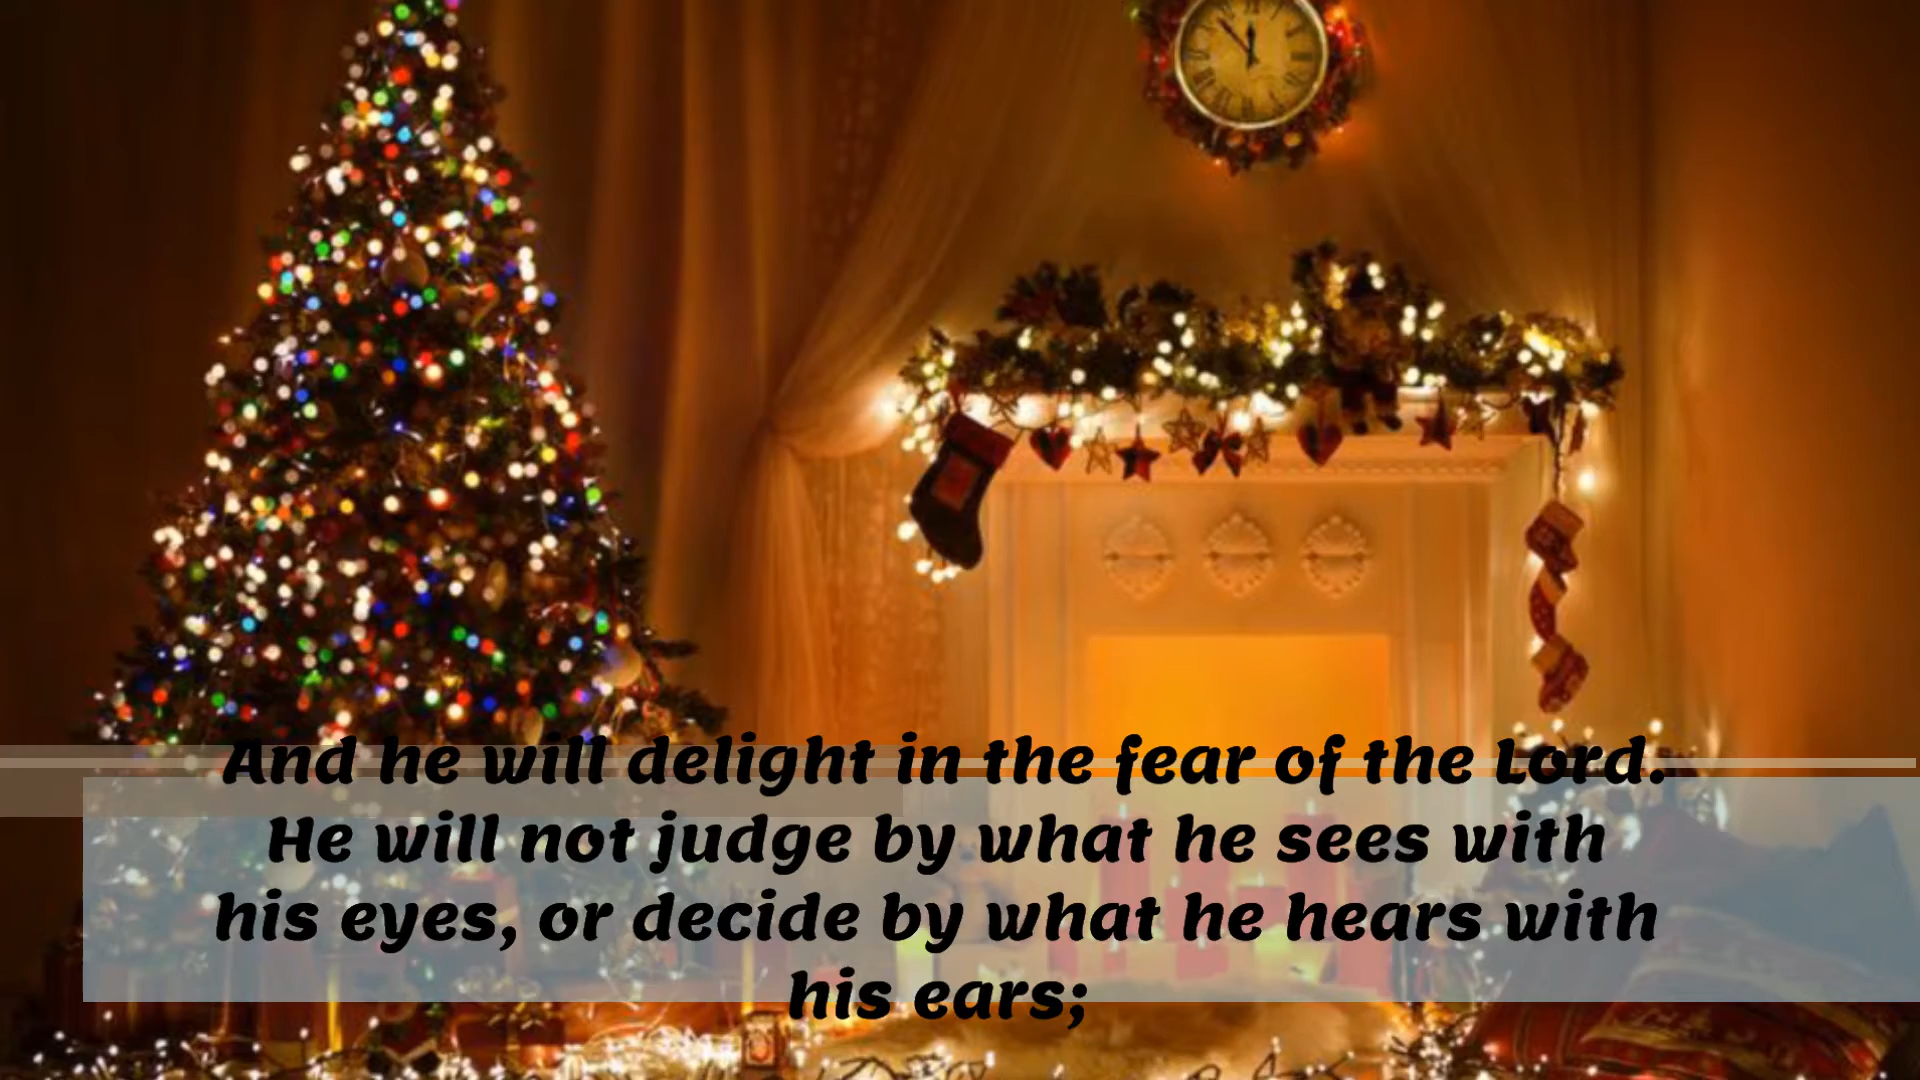 And he will delight in the fear of the Lord.
He will not judge by what he sees with
his eyes, or decide by what he hears with
his ears;